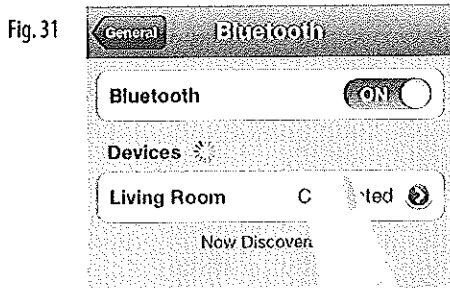 Fig. 31
General Bluetooth
Bluetooth ON
Devices
Living Room
Now